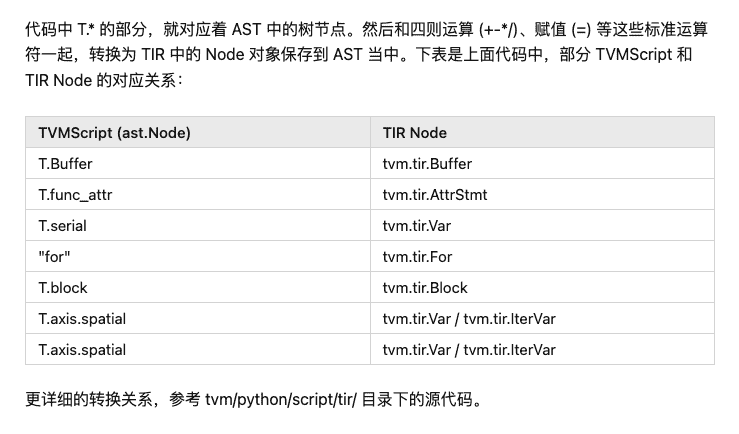 代码中 T.* 的部分，就对应着 AST 中的树节点。然后和四则运算 (+-*/)、赋值 (=) 等这些标准运算
符一起，转换为 TIR 中的 Node 对象保存到 AST 当中。下表是上面代码中，部分 TVMScript 和
TIR Node 的对应关系：
TVMScript (ast.Node) TIR Node
T.Buffer tvm.tir.Buffer
T.func_attr tvm.tir.AttrStmt
T.serial tvm.tir.Var
"for" tvm.tir.For
T.block tvm.tir.Block
T.axis.spatial tvm.tir.Var / tvm.tir.IterVar
T.axis.spatial tvm.tir.Var / tvm.tir.IterVar
更详细的转换关系，参考 tvm/python/script/tir/ 目录下的源代码。